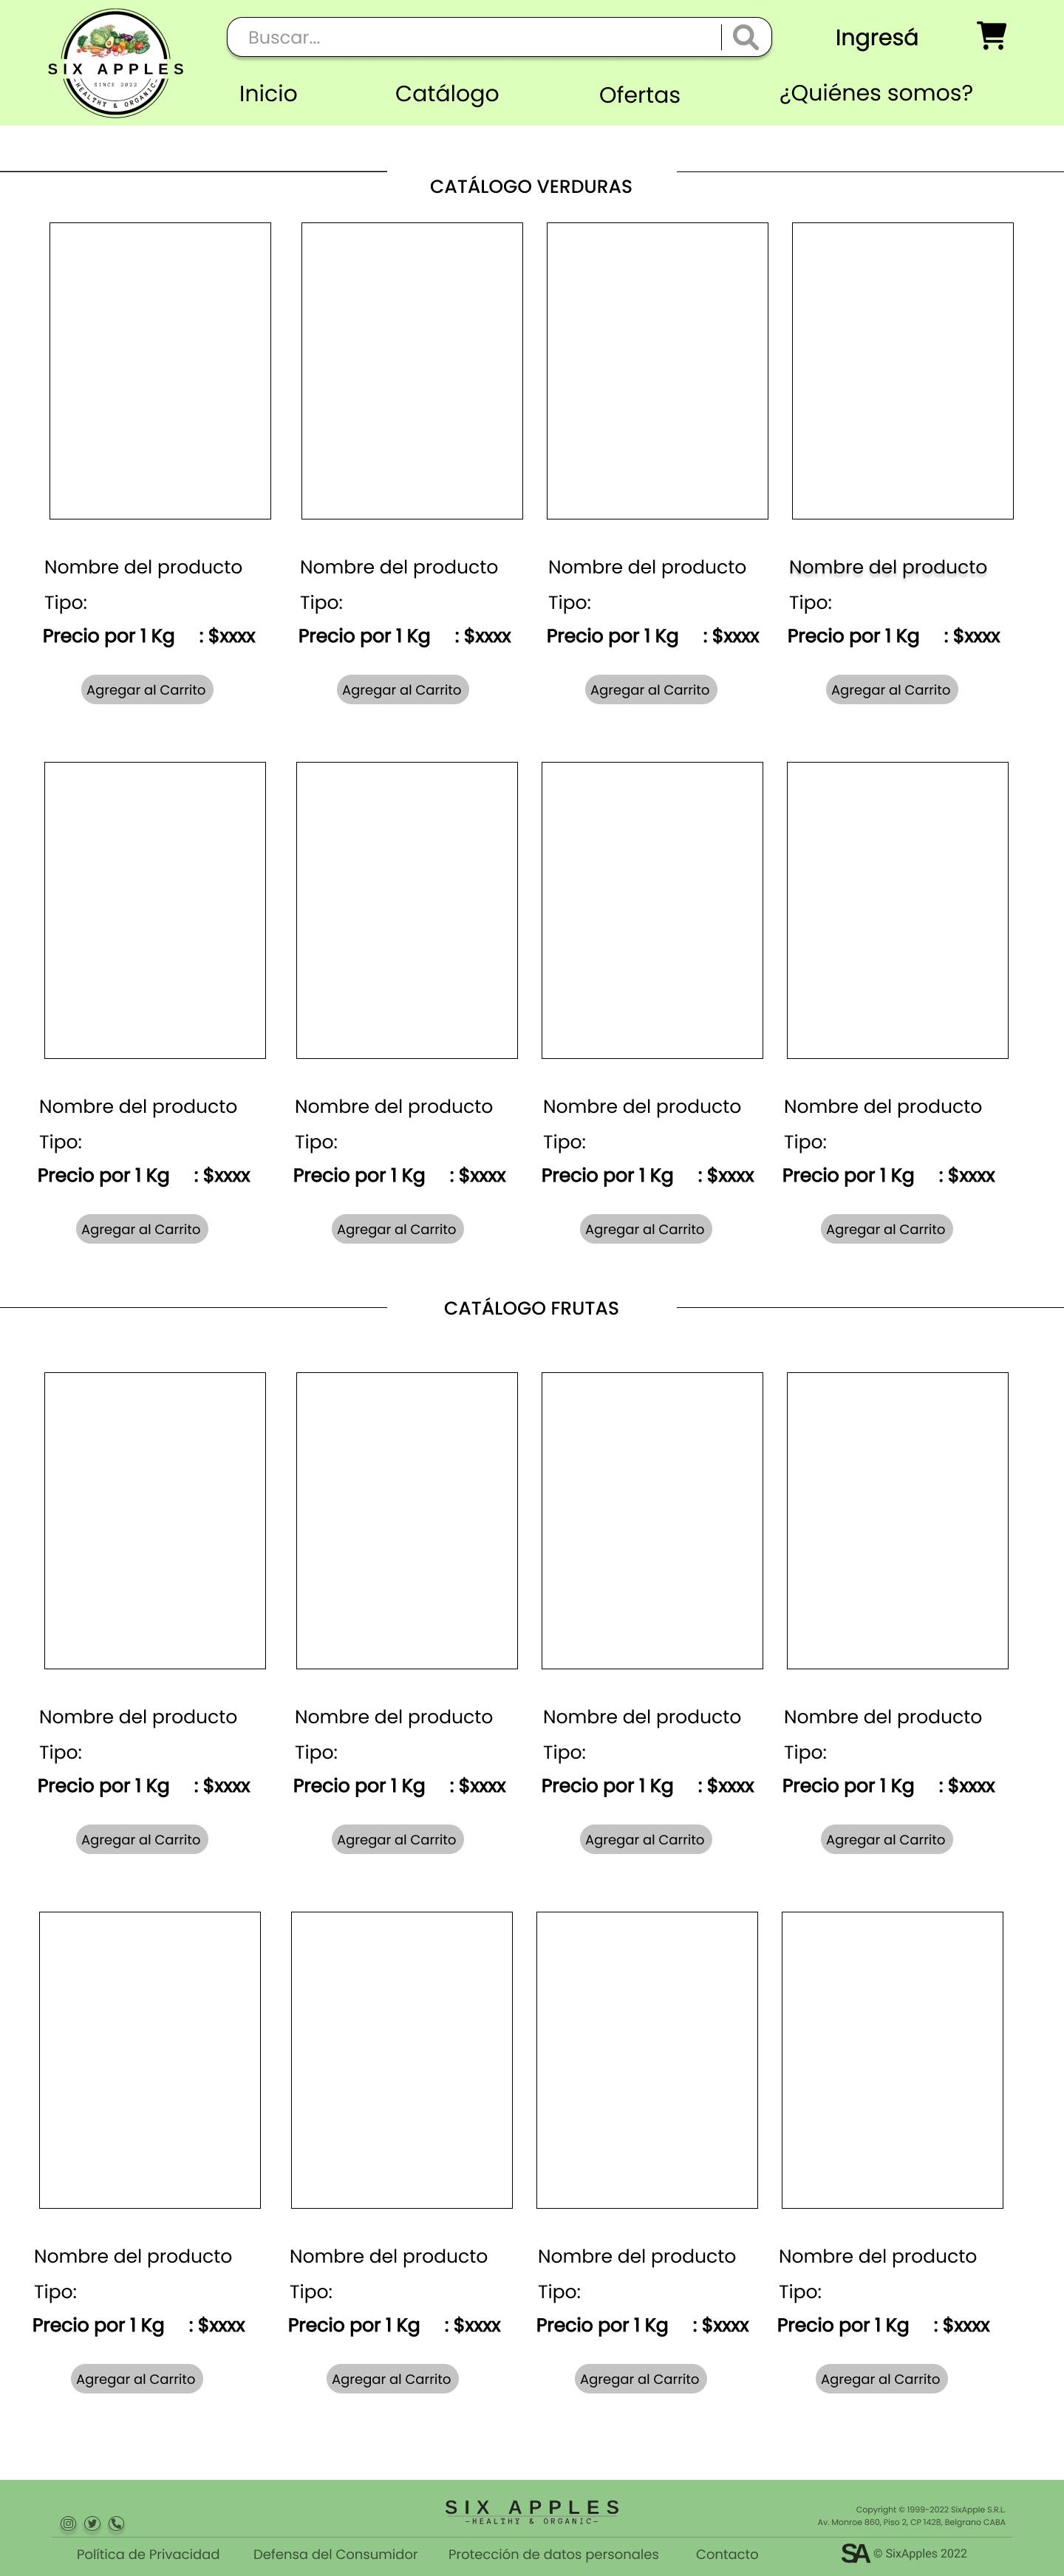 Buscar...
Ingresá
SIX APPLES
SINCE 2022
-HEALTHY & ORGANIC-
Inicio Catálogo Ofertas ¿Quiénes somos?
CATÁLOGO VERDURAS
Nombre del producto Nombre del producto Nombre del producto Nombre del producto
Tipo: Tipo: Tipo: Tipo:
Precio por 1 Kg : $xxxx Precio por 1 Kg : $xxxx Precio por 1 Kg : $xxxx Precio por 1 Kg : $xxxx
Agregar al Carrito Agregar al Carrito Agregar al Carrito Agregar al Carrito
Nombre del producto Nombre del producto Nombre del producto Nombre del producto
Tipo: Tipo: Tipo: Tipo:
Precio por 1 Kg : $xxxx Precio por 1 Kg : $xxxx Precio por 1 Kg : $xxxx Precio por 1 Kg : $xxxx
Agregar al Carrito Agregar al Carrito Agregar al Carrito Agregar al Carrito
CATÁLOGO FRUTAS
Nombre del producto Nombre del producto Nombre del producto Nombre del producto
Tipo: Tipo: Tipo: Tipo:
Precio por 1 Kg : $xxxx Precio por 1 Kg : $xxxx Precio por 1 Kg : $xxxx Precio por 1 Kg : $xxxx
Agregar al Carrito Agregar al Carrito Agregar al Carrito Agregar al Carrito
Nombre del producto Nombre del producto Nombre del producto Nombre del producto
Tipo: Tipo: Tipo: Tipo:
Precio por 1 Kg : $xxxx Precio por 1 Kg : $xxxx Precio por 1 Kg : $xxxx Precio por 1 Kg : $xxxx
Agregar al Carrito Agregar al Carrito Agregar al Carrito Agregar al Carrito
SIX APPLES
-HEALTHY & ORGANIC-
Copyright © 1999-2022 SixApple S.R.L.
Av. Monroe 860, Piso 2, CP 1428, Belgrano CABA
Política de Privacidad Defensa del Consumidor Protección de datos personales Contacto SA © SixApples 2022